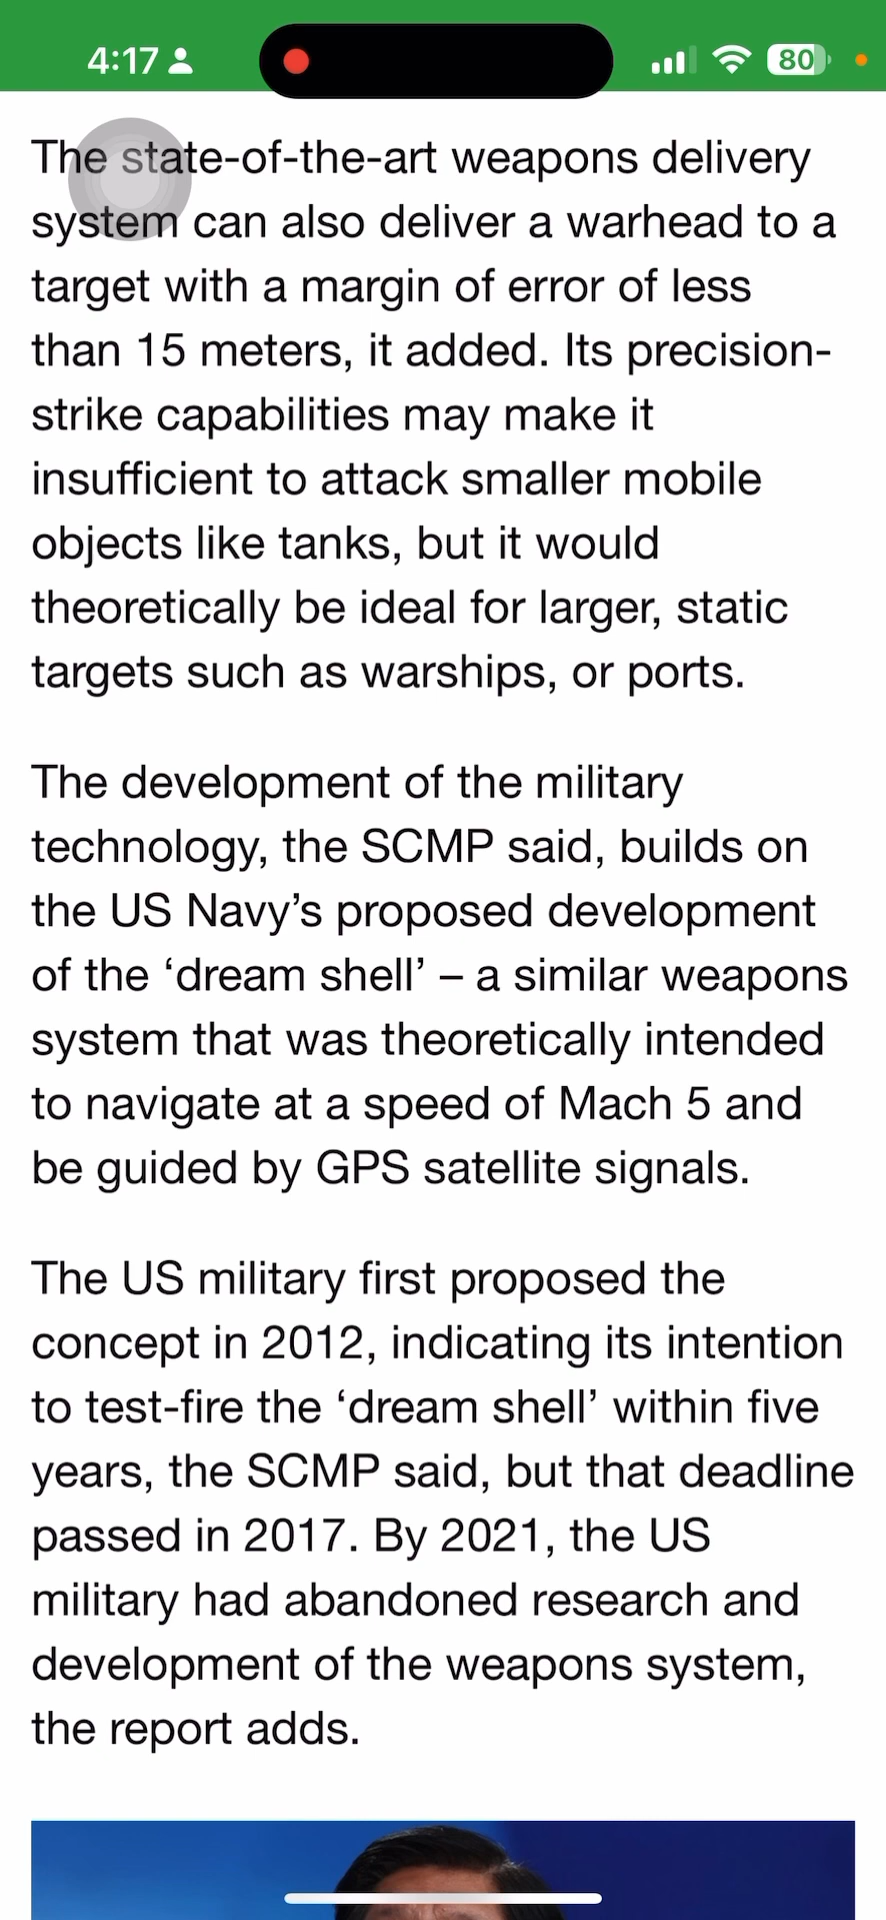 4:17
80
The state-of-the-art weapons delivery
system can also deliver a warhead to a
target with a margin of error of less
than 15 meters, it added. Its precision-
strike capabilities may make it
insufficient to attack smaller mobile
objects like tanks, but it would
theoretically be ideal for larger, static
targets such as warships, or ports.
The development of the military
technology, the SCMP said, builds on
the US Navy’s proposed development
of the ‘dream shell’ – a similar weapons
system that was theoretically intended
to navigate at a speed of Mach 5 and
be guided by GPS satellite signals.
The US military first proposed the
concept in 2012, indicating its intention
to test-fire the ‘dream shell’ within five
years, the SCMP said, but that deadline
passed in 2017. By 2021, the US
military had abandoned research and
development of the weapons system,
the report adds.